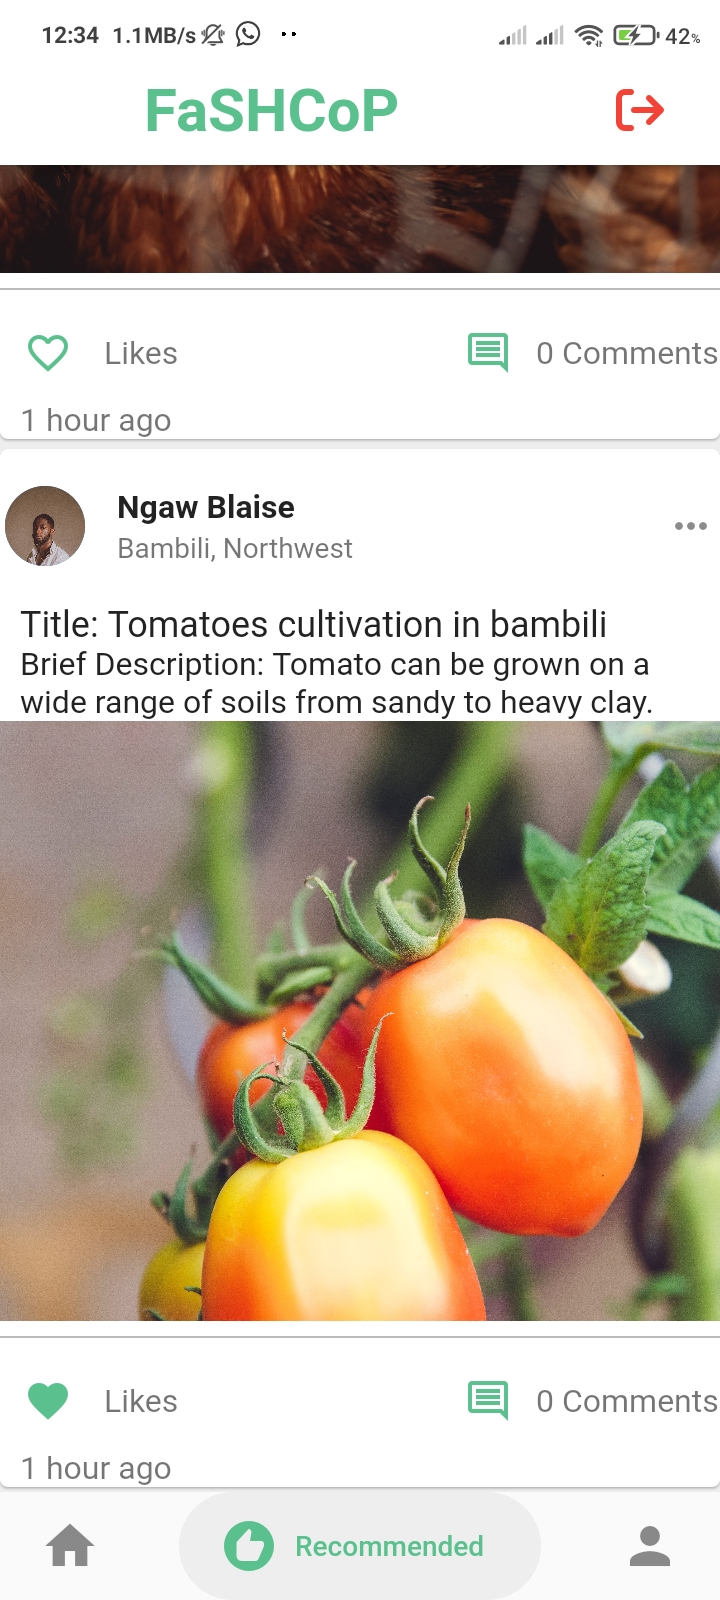 12:34 1.1MB/s 42%
FaSHCoP
Likes 0 Comments
1 hour ago
Ngaw Blaise
Bambili, Northwest
Title: Tomatoes cultivation in bambili
Brief Description: Tomato can be grown on a
wide range of soils from sandy to heavy clay.
Likes 0 Comments
1 hour ago
Recommended